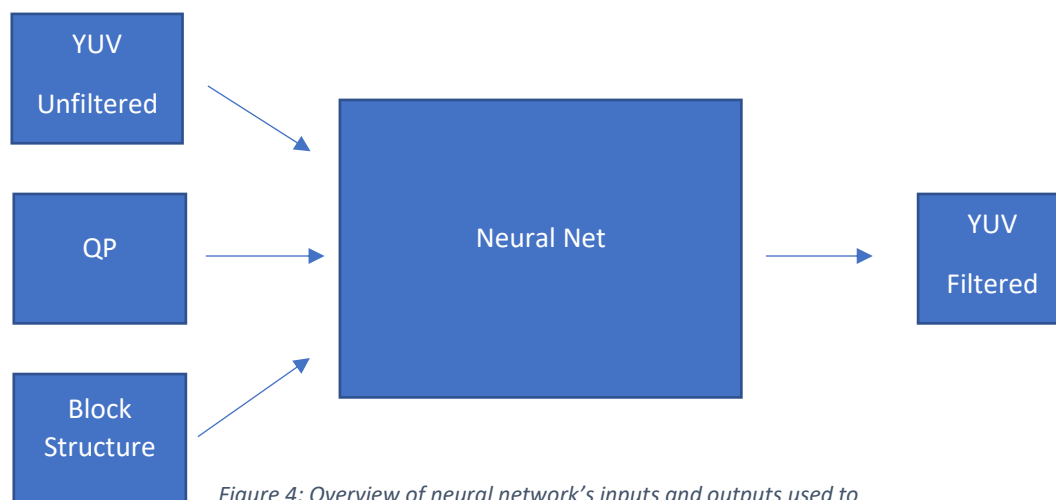 YUV
Unfiltered
QP
Block
Structure
Neural Net
YUV
Filtered
Figure 4: Overview of neural network's inputs and outputs used to